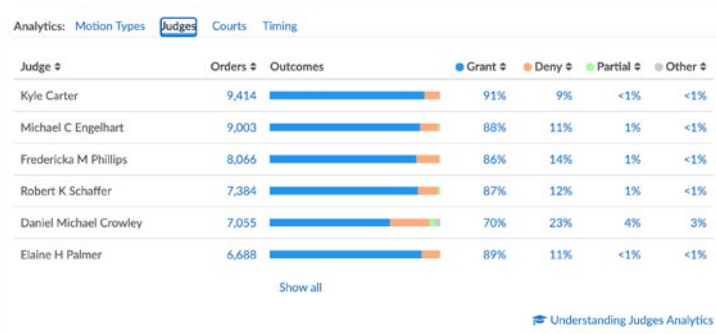 Analytics: Motion Types Judges Courts Timing
Judge Orders Outcomes Grant Deny Partial Other
Kyle Carter 9,414 91% 9% <1% <1%
Michael C Engelhart 9,003 88% 11% 1% <1%
Fredericka M Phillips 8,066 86% 14% 1% <1%
Robert K Schaffer 7,384 87% 12% 1% <1%
Daniel Michael Crowley 7,055 70% 23% 4% 3%
Elaine H Palmer 6,688 89% 11% <1% <1%
Show all
Understanding Judges Analytics